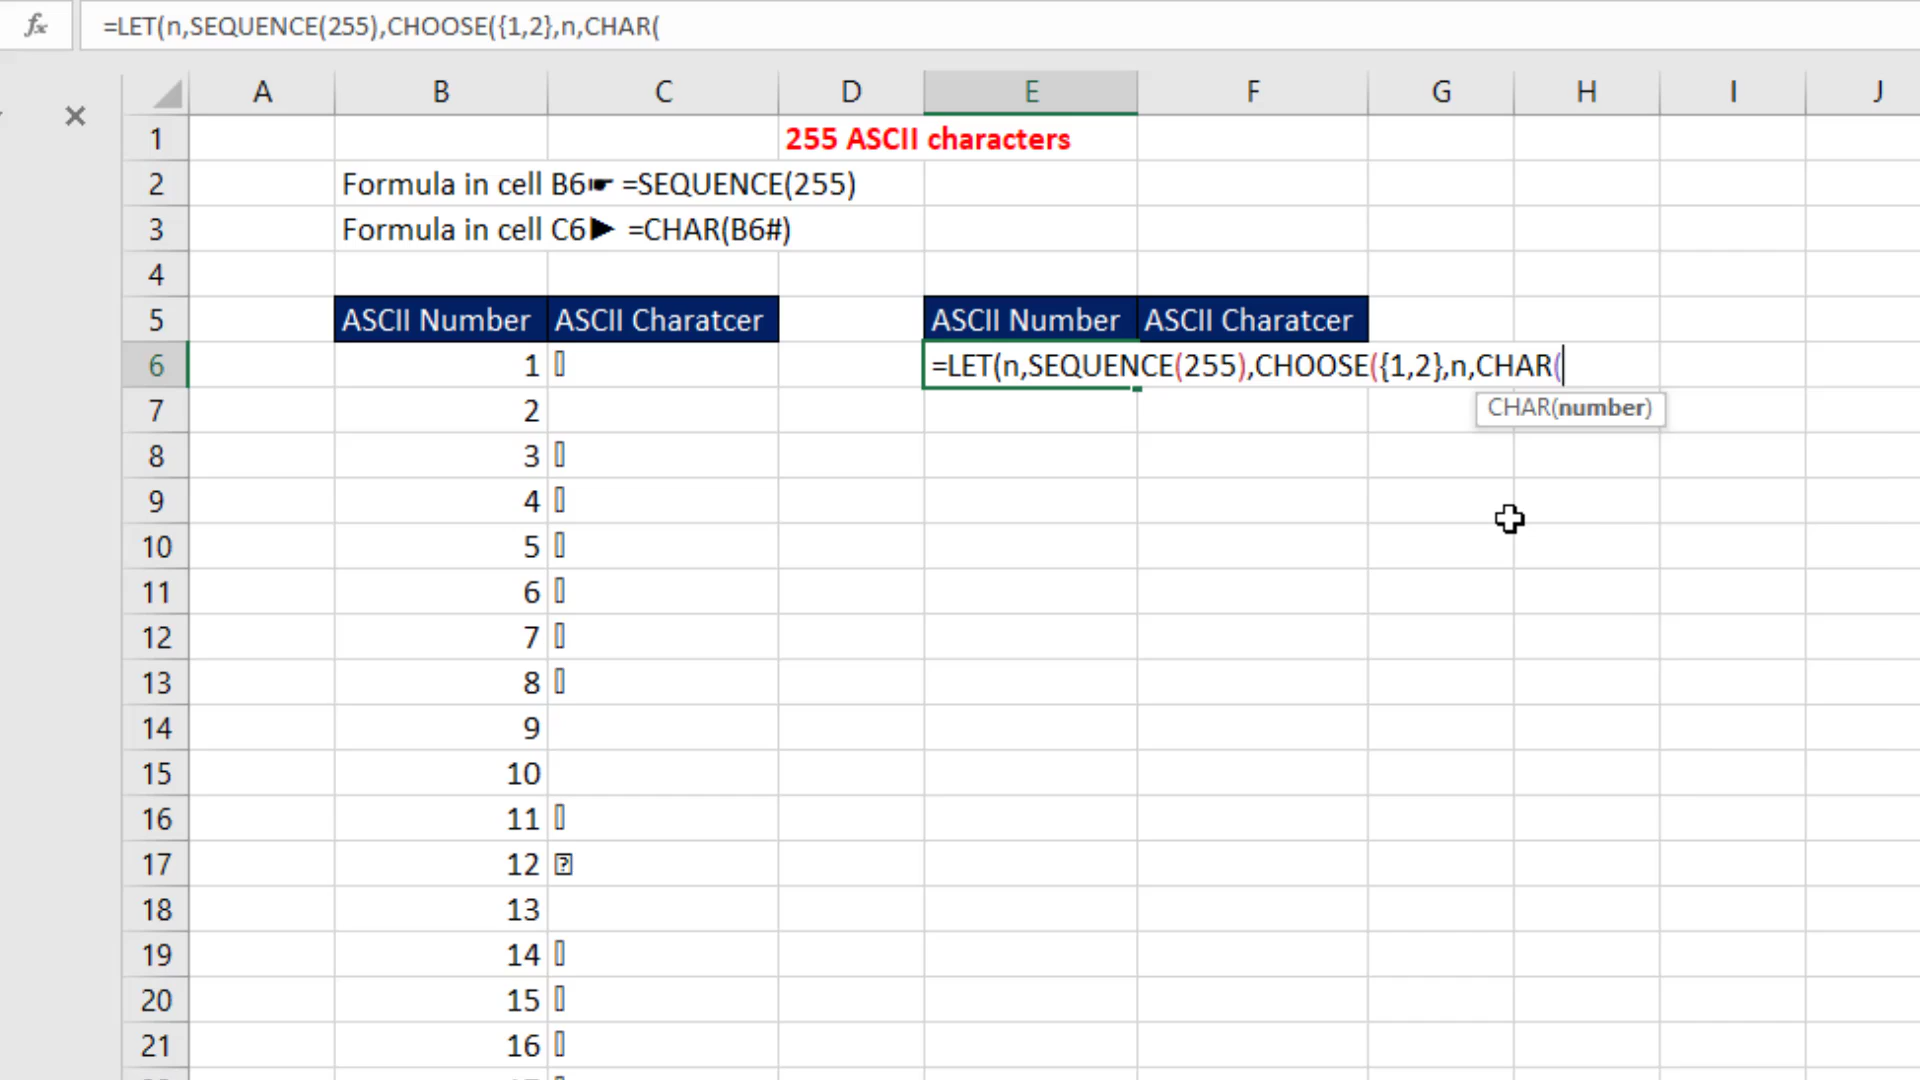 fx =LET(n,SEQUENCE(255),CHOOSE({1,2},n,CHAR(
A B C D E F G H I J
1 255 ASCII characters
2 Formula in cell B6☛ =SEQUENCE(255)
3 Formula in cell C6► =CHAR(B6#)
4
5 ASCII Number ASCII Charatcer ASCII Number ASCII Charatcer
6 1 =LET(n,SEQUENCE(255),CHOOSE({1,2},n,CHAR(
7 2 CHAR(number)
8 3
9 4
10 5
11 6
12 7
13 8
14 9
15 10
16 11
17 12 ?
18 13
19 14
20 15
21 16